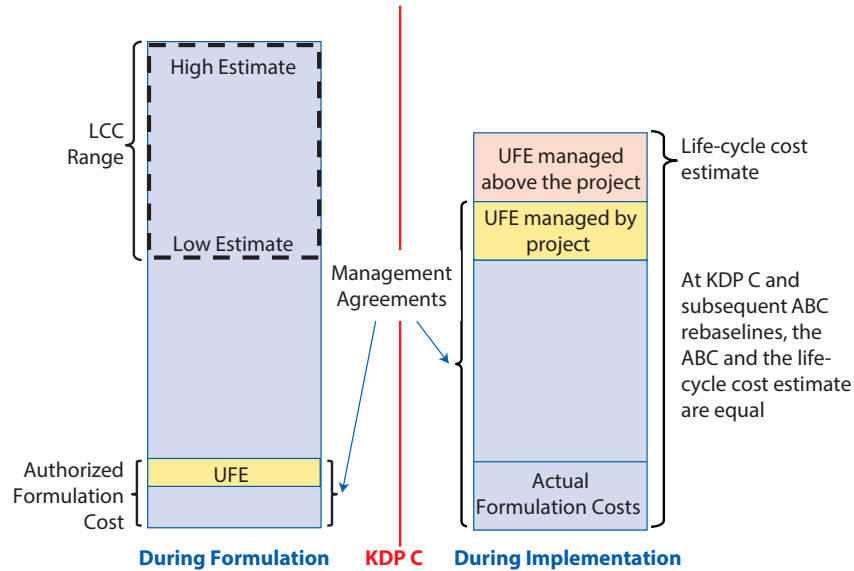 High Estimate
LCC
Range
Low Estimate
Authorized
Formulation
Cost
UFE
During Formulation
Management
Agreements
KDP C
UFE managed
above the project
UFE managed by
project
Actual
Formulation Costs
During Implementation
Life-cycle cost
estimate
At KDP C and
subsequent ABC
rebaselines, the
ABC and the life-
cycle cost estimate
are equal